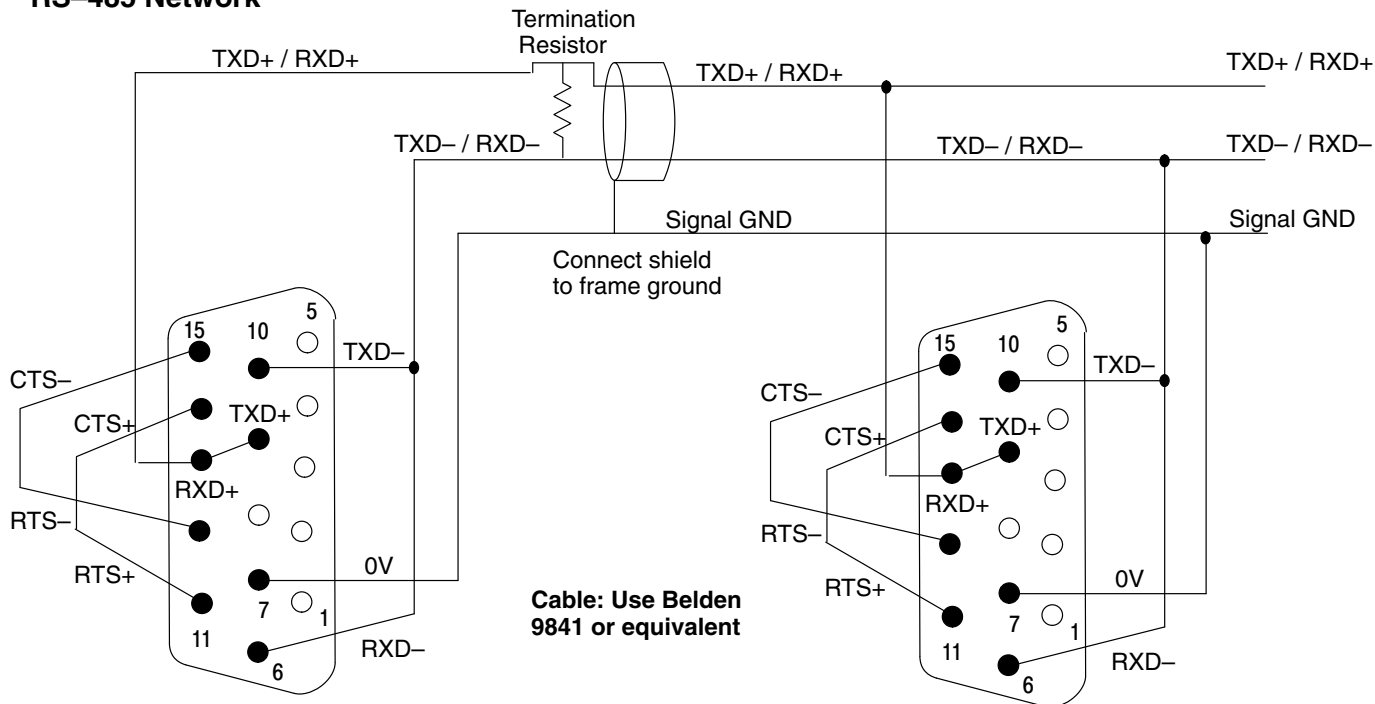 RS–485 Network
Termination
Resistor
TXD+ / RXD+
TXD+ / RXD+
TXD+ / RXD+
TXD– / RXD–
TXD– / RXD–
TXD– / RXD–
Signal GND
Signal GND
Connect shield
to frame ground
15
10
5
TXD–
CTS–
CTS+
TXD+
RXD+
RTS–
RTS+
0V
7
1
11
6
RXD–
Cable: Use Belden
9841 or equivalent
15
10
5
TXD–
CTS–
CTS+
TXD+
RXD+
RTS–
RTS+
0V
7
1
11
6
RXD–